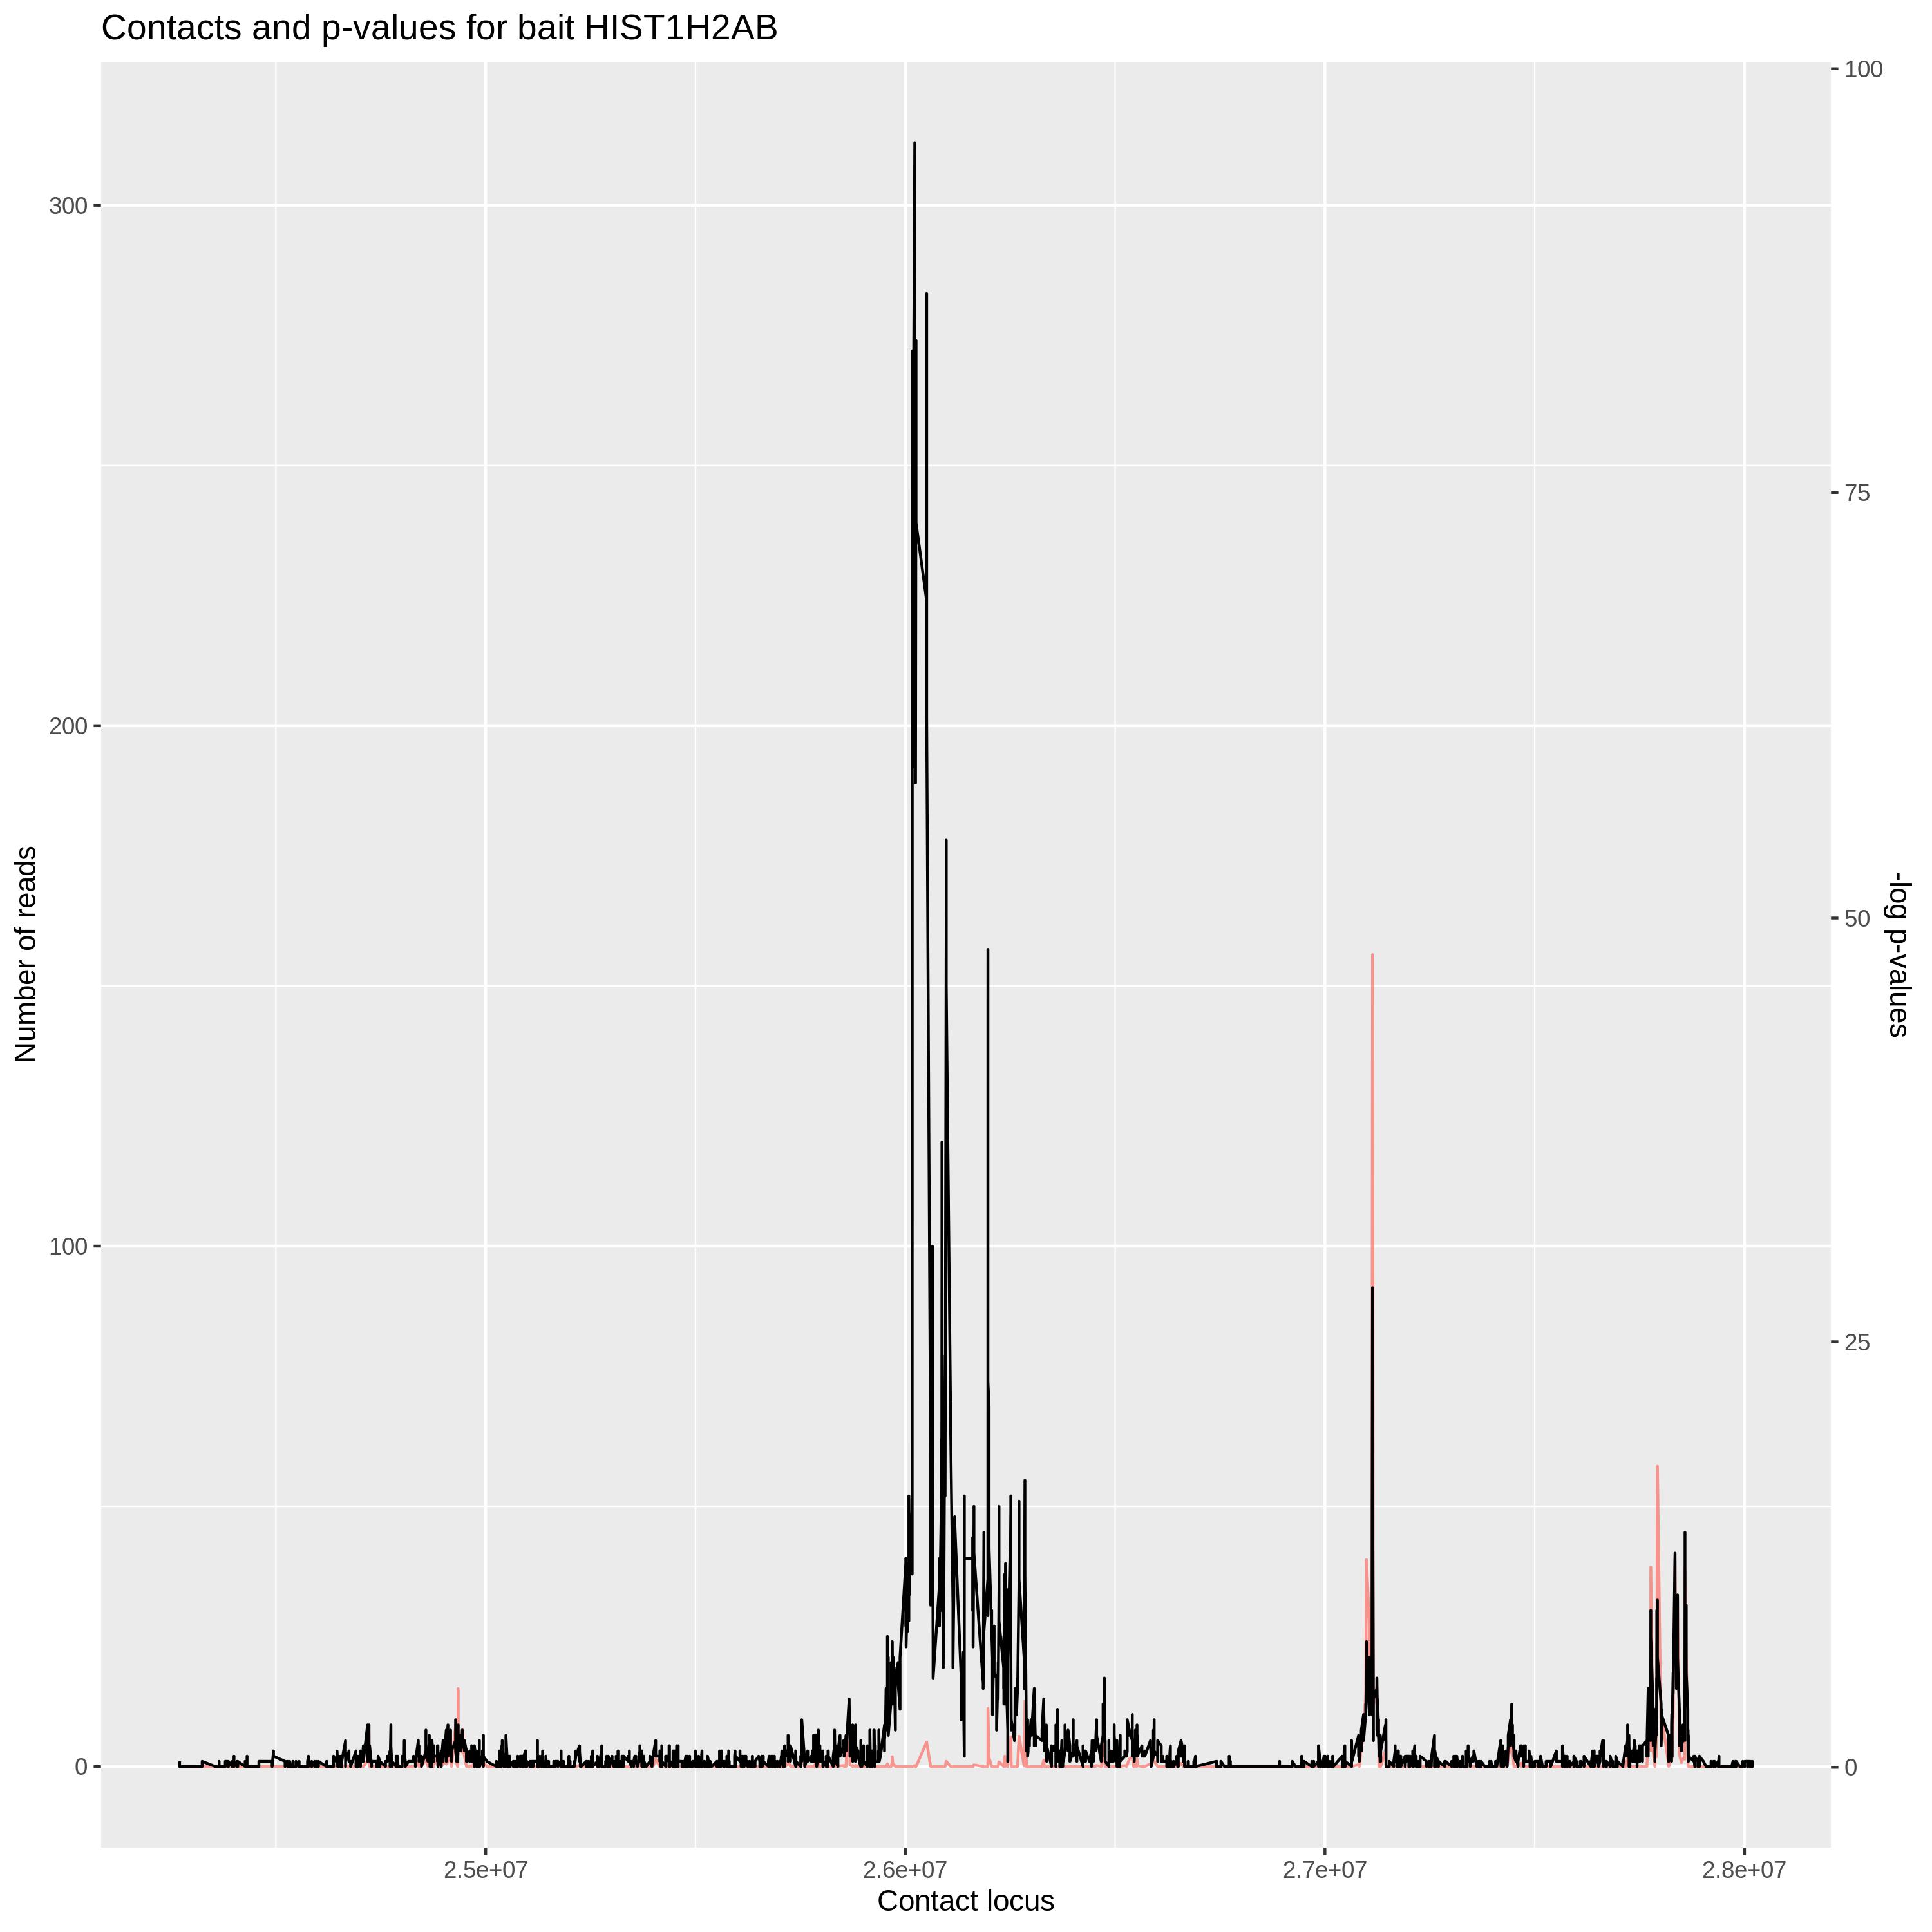 Contacts and p-values for bait HIST1H2AB
300
200
100
0
Number of reads
100
75
50
25
0
-log p-values
2.5e+07
2.6e+07
2.7e+07
2.8e+07
Contact locus